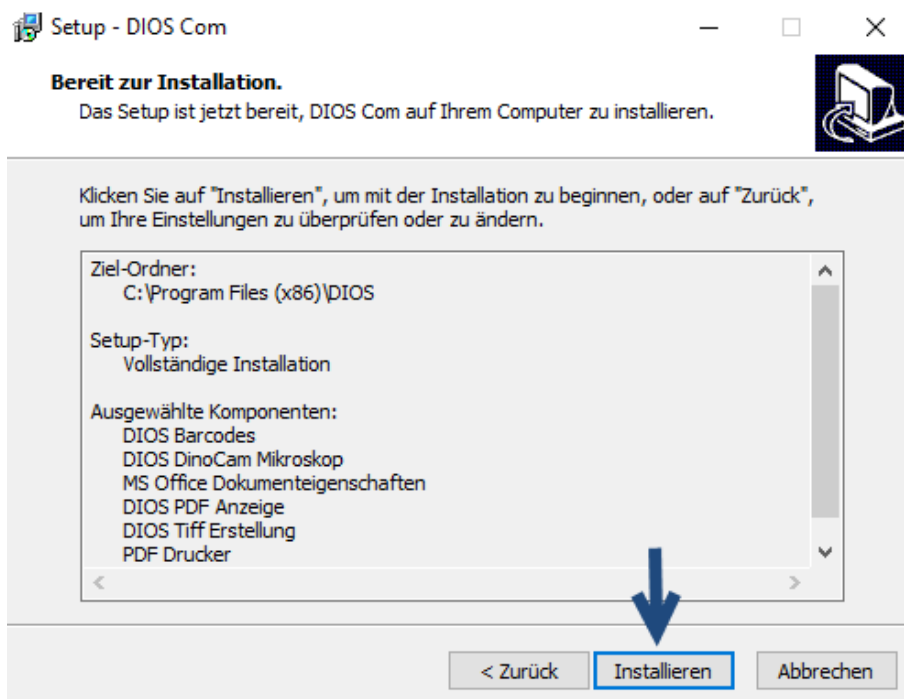 Setup - DIOS Com
Bereit zur Installation.
Das Setup ist jetzt bereit, DIOS Com auf Ihrem Computer zu installieren.
Klicken Sie auf "Installieren", um mit der Installation zu beginnen, oder auf "Zurück",
um Ihre Einstellungen zu überprüfen oder zu ändern.
Ziel-Ordner:
C:\Program Files (x86)\DIOS
Setup-Typ:
Vollständige Installation
Ausgewählte Komponenten:
DIOS Barcodes
DIOS DinoCam Mikroskop
MS Office Dokumenteigenschaften
DIOS PDF Anzeige
DIOS Tiff Erstellung
PDF Drucker
< Zurück Installieren Abbrechen